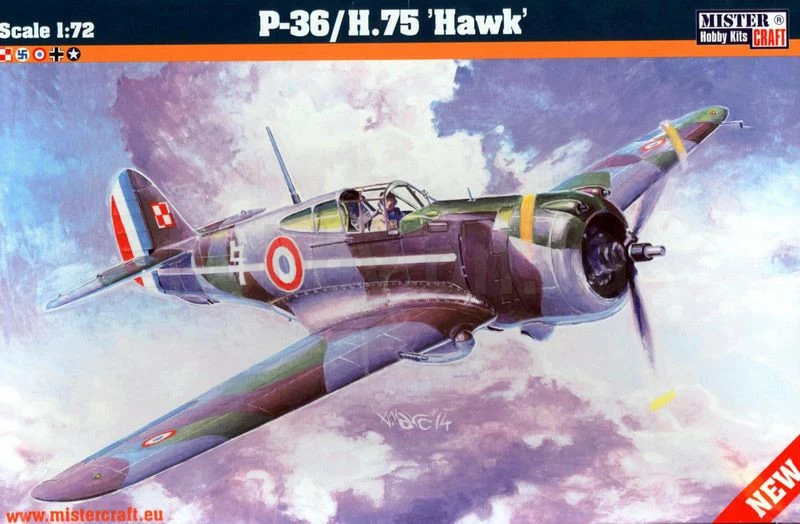 Scale 1:72
P-36/H.75 'Hawk'
MISTER ®
Hobby Kits CRAFT
www.mistercraft.eu
NEW